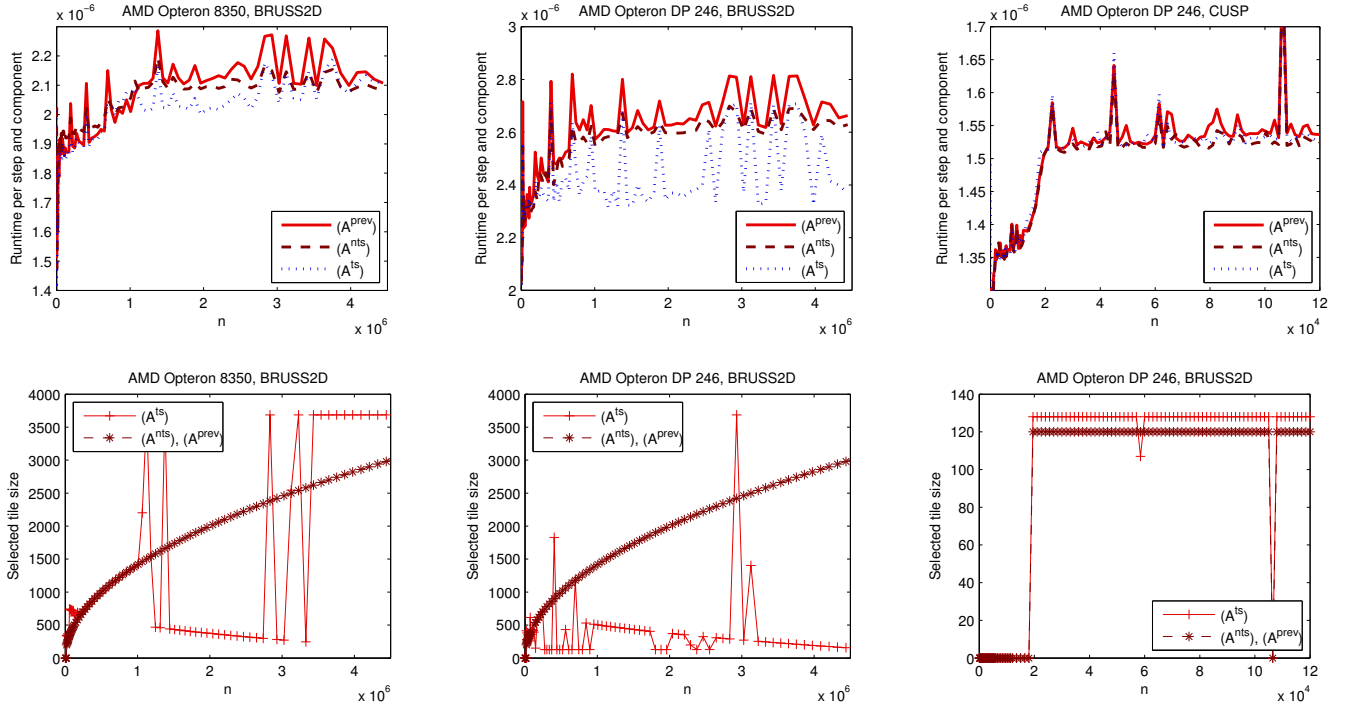 AMD Opteron 8350, BRUSS2D
x 10^-6
Runtime per step and component
2.3
2.2
2.1
2
1.9
1.8
1.7
1.6
1.5
1.4
(A^prev)
(A^nts)
(A^ts)
0 1 2 3 4
n
x 10^6
AMD Opteron DP 246, BRUSS2D
x 10^-6
Runtime per step and component
3
2.8
2.6
2.4
2.2
2
(A^prev)
(A^nts)
(A^ts)
0 1 2 3 4
n
x 10^6
AMD Opteron DP 246, CUSP
x 10^-6
Runtime per step and component
1.7
1.65
1.6
1.55
1.5
1.45
1.4
1.35
(A^prev)
(A^nts)
(A^ts)
0 2 4 6 8 10 12
n
x 10^4
AMD Opteron 8350, BRUSS2D
Selected tile size
4000
3500
3000
2500
2000
1500
1000
500
0
(A^ts)
(A^nts), (A^prev)
0 1 2 3 4
n
x 10^6
AMD Opteron DP 246, BRUSS2D
Selected tile size
4000
3500
3000
2500
2000
1500
1000
500
0
(A^ts)
(A^nts), (A^prev)
0 1 2 3 4
n
x 10^6
AMD Opteron DP 246, BRUSS2D
Selected tile size
140
120
100
80
60
40
20
0
(A^ts)
(A^nts), (A^prev)
0 2 4 6 8 10 12
n
x 10^4